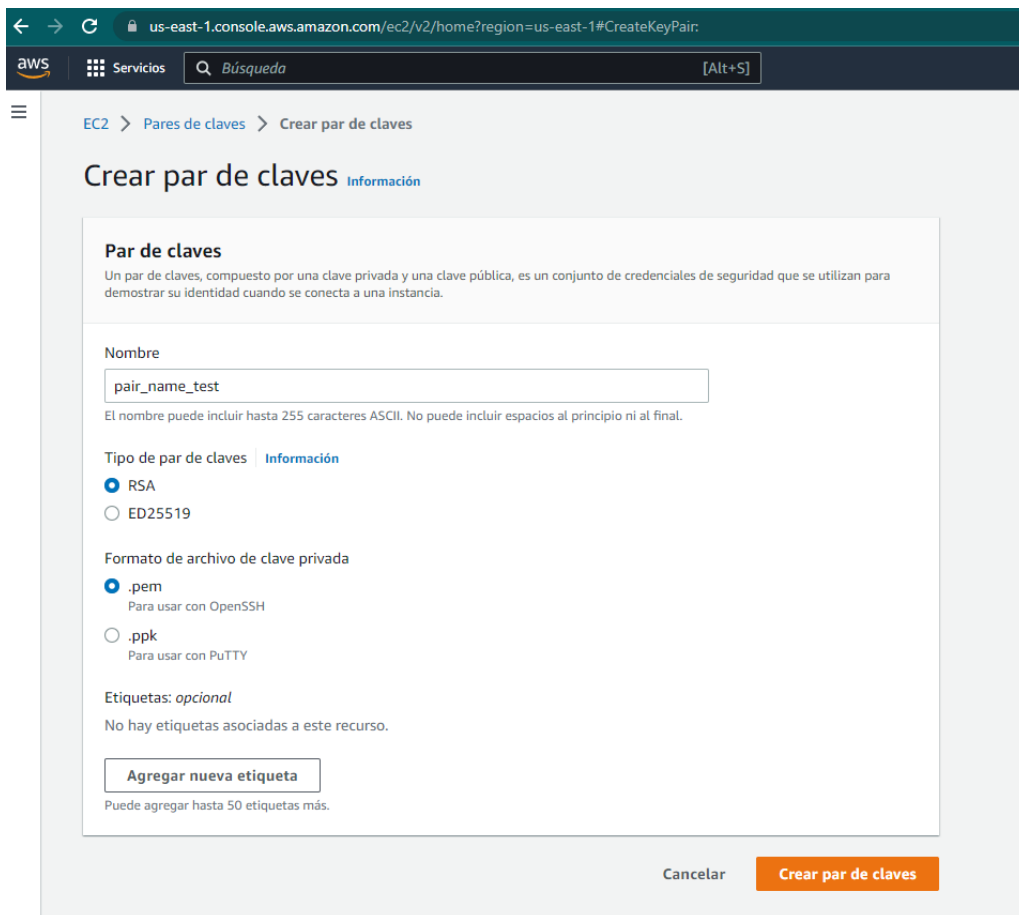 us-east-1.console.aws.amazon.com/ec2/v2/home?region=us-east-1#CreateKeyPair:
aws Servicios Búsqueda [Alt+S]
EC2 > Pares de claves > Crear par de claves
Crear par de claves Información
Par de claves
Un par de claves, compuesto por una clave privada y una clave pública, es un conjunto de credenciales de seguridad que se utilizan para
demostrar su identidad cuando se conecta a una instancia.
Nombre
pair_name_test
El nombre puede incluir hasta 255 caracteres ASCII. No puede incluir espacios al principio ni al final.
Tipo de par de claves Información
RSA
ED25519
Formato de archivo de clave privada
.pem
Para usar con OpenSSH
.ppk
Para usar con PuTTY
Etiquetas: opcional
No hay etiquetas asociadas a este recurso.
Agregar nueva etiqueta
Puede agregar hasta 50 etiquetas más.
Cancelar Crear par de claves